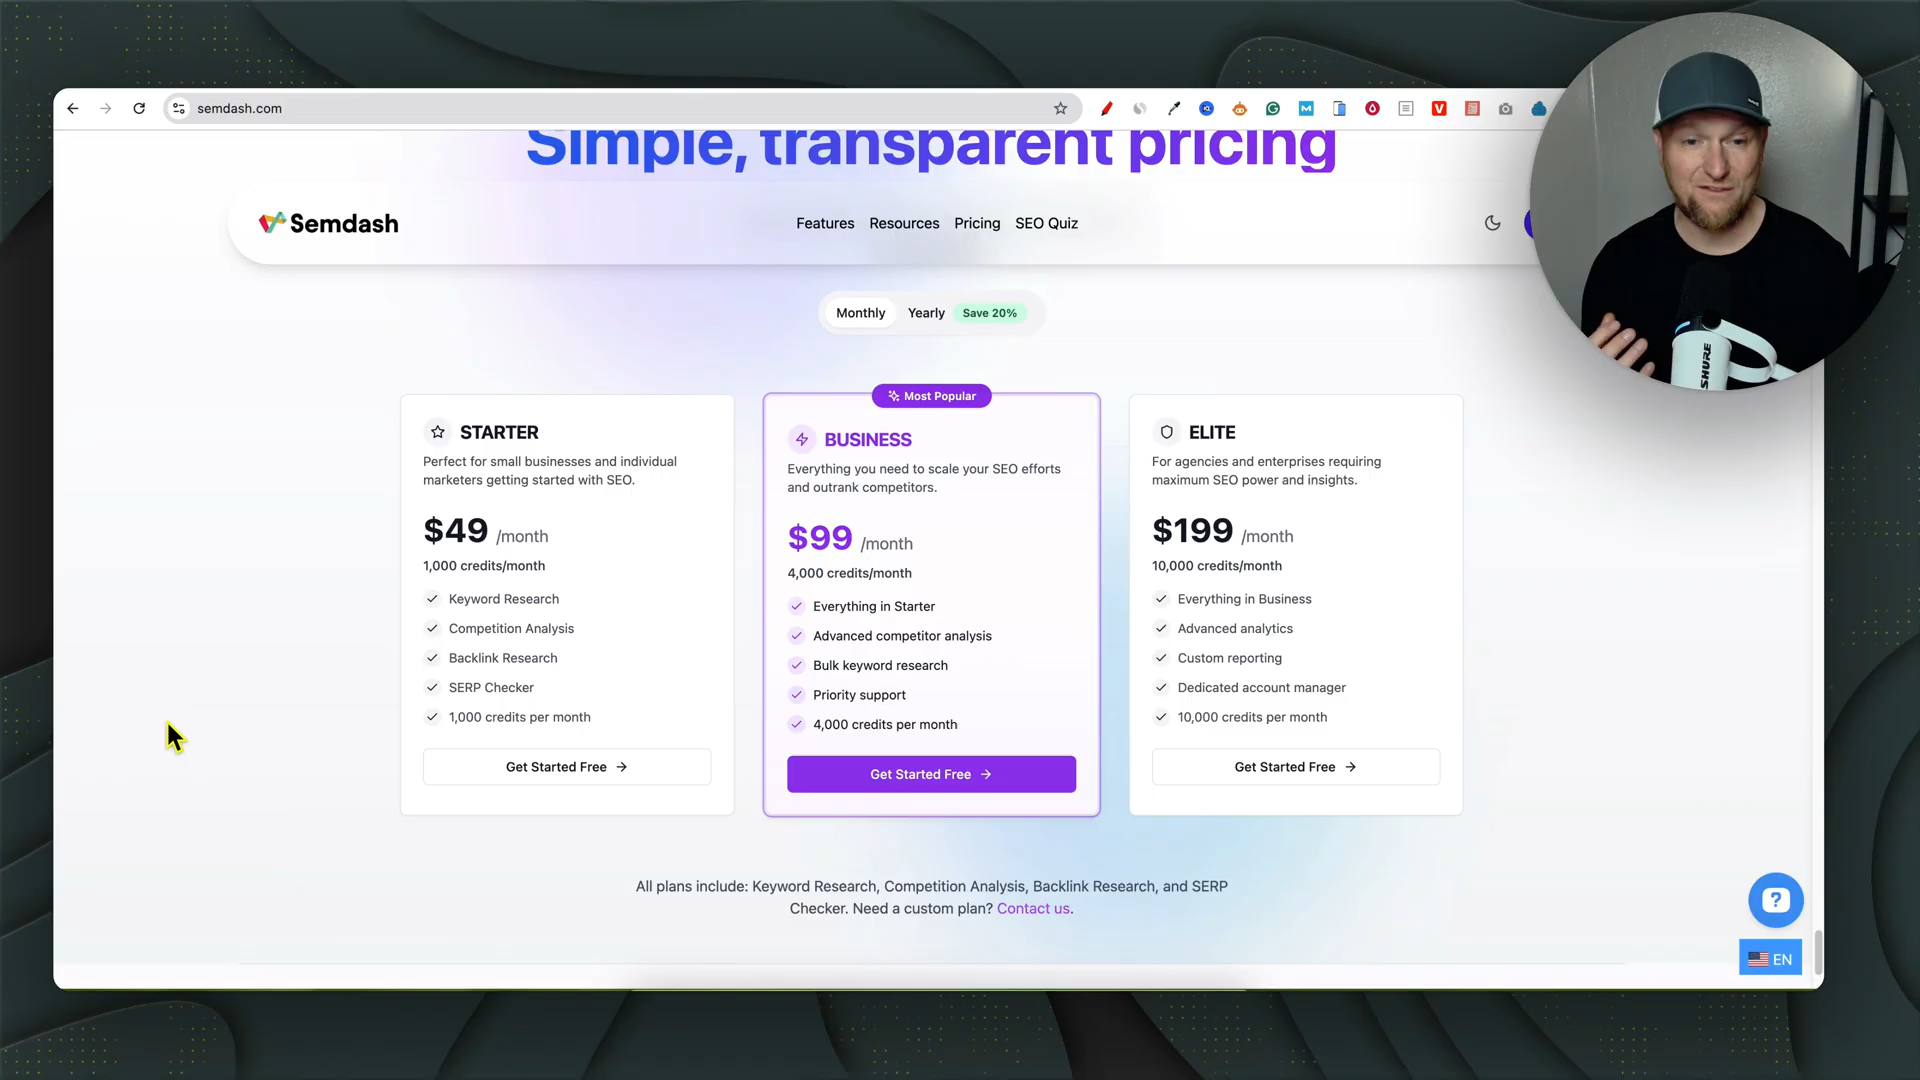 semdash.com
Simple, transparent pricing
Semdash
Features
Resources
Pricing
SEO Quiz
Monthly
Yearly
Save 20%
STARTER
Perfect for small businesses and individual
marketers getting started with SEO.
$49 /month
1,000 credits/month
Keyword Research
Competition Analysis
Backlink Research
SERP Checker
1,000 credits per month
Get Started Free
Most Popular
BUSINESS
Everything you need to scale your SEO efforts
and outrank competitors.
$99 /month
4,000 credits/month
Everything in Starter
Advanced competitor analysis
Bulk keyword research
Priority support
4,000 credits per month
Get Started Free
ELITE
For agencies and enterprises requiring
maximum SEO power and insights.
$199 /month
10,000 credits/month
Everything in Business
Advanced analytics
Custom reporting
Dedicated account manager
10,000 credits per month
Get Started Free
All plans include: Keyword Research, Competition Analysis, Backlink Research, and SERP
Checker. Need a custom plan? Contact us.
?
EN
SHURE